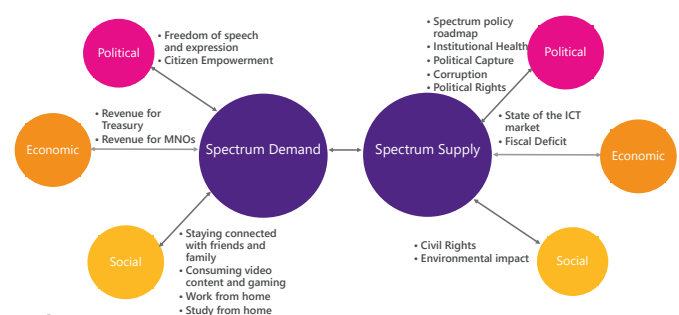 Political
• Freedom of speech
and expression
• Citizen Empowerment
Economic
• Revenue for
Treasury
• Revenue for MNOs
Spectrum Demand
Social
• Staying connected
with friends and
family
• Consuming video
content and gaming
• Work from home
• Study from home
• Spectrum policy
roadmap
• Institutional Health
• Political Capture
• Corruption
• Political Rights
Political
Spectrum Supply
• State of the ICT
market
• Fiscal Deficit
Economic
• Civil Rights
• Environmental impact
Social